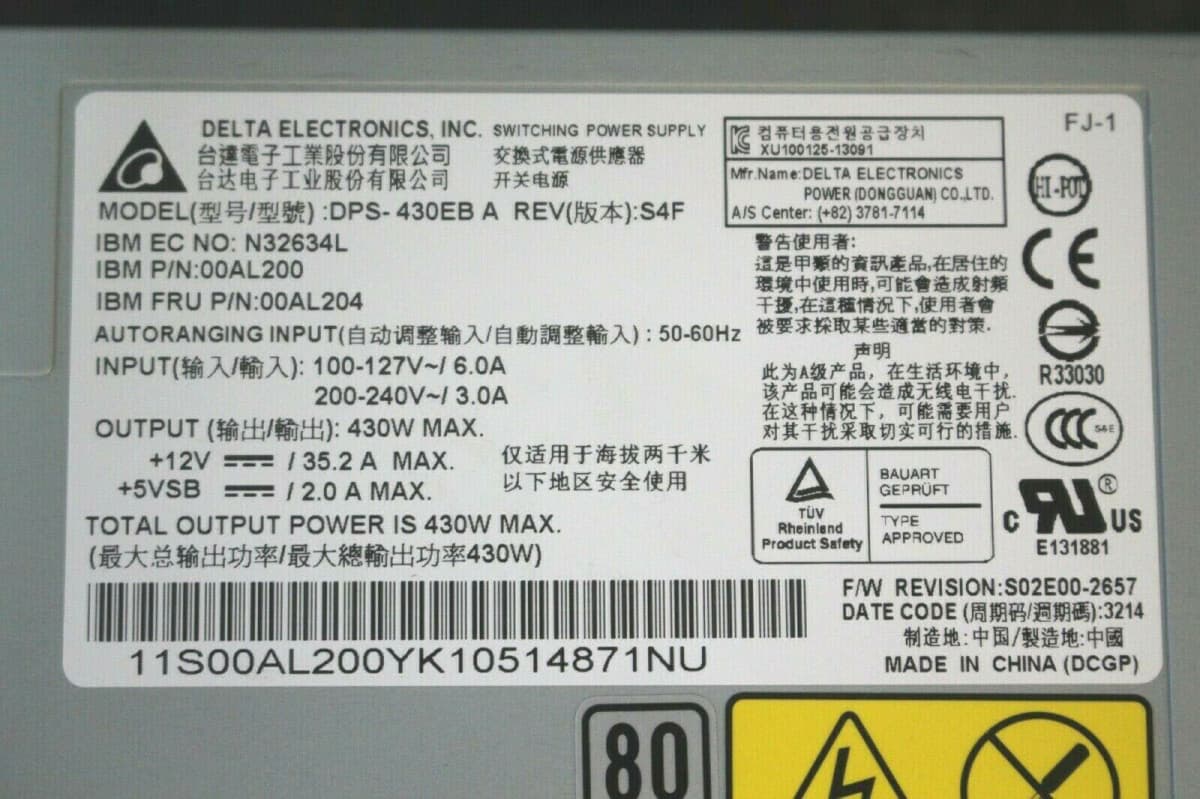 DELTA ELECTRONICS, INC. SWITCHING POWER SUPPLY
台達電子工業股份有限公司 交換式電源供應器
台达电子工业股份有限公司 开关电源
MODEL(型号/型號) :DPS- 430EB A REV(版本):S4F
IBM EC NO: N32634L
IBM P/N:00AL200
IBM FRU P/N:00AL204
AUTORANGING INPUT(自动调整输入/自動調整輸入) : 50-60Hz
INPUT(输入/輸入): 100-127V~/ 6.0A
200-240V~/ 3.0A
OUTPUT (输出/輸出): 430W MAX.
+12V / 35.2 A MAX.
+5VSB / 2.0 A MAX.
仅适用于海拔两千米
以下地区安全使用
TOTAL OUTPUT POWER IS 430W MAX.
(最大总输出功率/最大總輸出功率430W)
11S00AL200YK10514871NU
컴퓨터용전원공급장치
XU100125-13091
Mfr.Name:DELTA ELECTRONICS
POWER (DONGGUAN) CO.,LTD.
A/S Center: (+82) 3781-7114
FJ-1
HI-POT
CE
R33030
CCC S&E
警告使用者:
這是甲類的資訊產品,在居住的
環境中使用時,可能會造成射頻
干擾,在這種情況下,使用者會
被要求採取某些適當的對策.
声明
此为A级产品, 在生活环境中,
该产品可能会造成无线电干扰.
在这种情况下, 可能需要用户
对其干扰采取切实可行的措施.
TÜV
Rheinland
Product Safety
BAUART
GEPRÜFT
TYPE
APPROVED
C RU ® US
E131881
F/W REVISION:S02E00-2657
DATE CODE (周期码/週期碼):3214
制造地:中国/製造地:中國
MADE IN CHINA (DCGP)
80